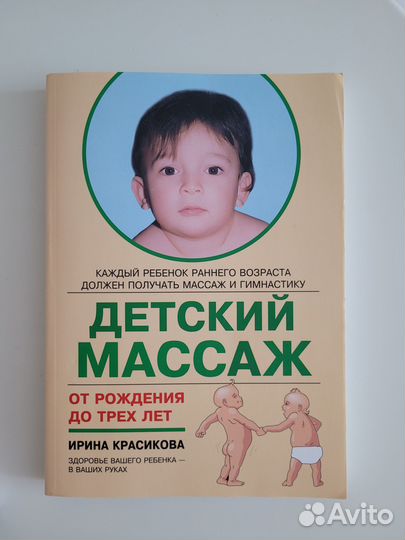 КАЖДЫЙ РЕБЕНОК РАННЕГО ВОЗРАСТА
ДОЛЖЕН ПОЛУЧАТЬ МАССАЖ И ГИМНАСТИКУ
ДЕТСКИЙ
МАССАЖ
ОТ РОЖДЕНИЯ
ДО ТРЕХ ЛЕТ
ИРИНА КРАСИКОВА
ЗДОРОВЬЕ ВАШЕГО РЕБЕНКА –
В ВАШИХ РУКАХ
Avito